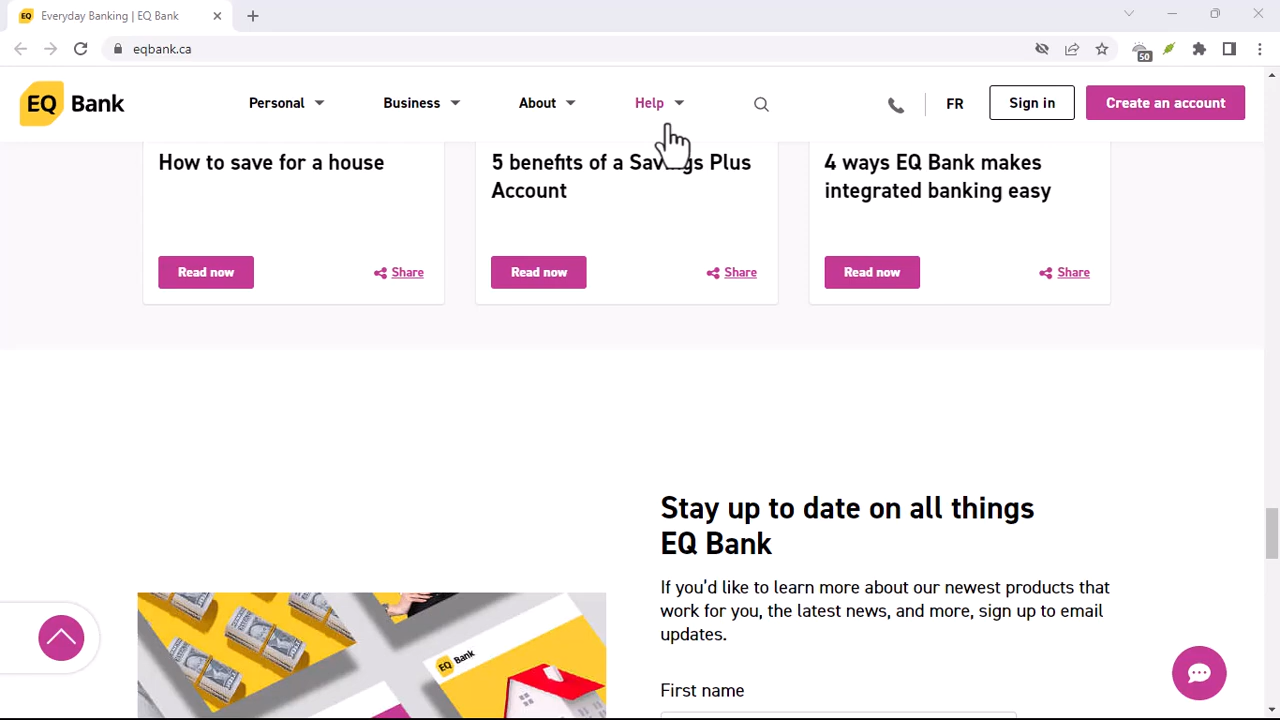 Everyday Banking | EQ Bank
eqbank.ca
50
EQ Bank
Personal
Business
About
Help
FR
Sign in
Create an account
How to save for a house
5 benefits of a Savings Plus
Account
4 ways EQ Bank makes
integrated banking easy
Read now
Share
Read now
Share
Read now
Share
Stay up to date on all things
EQ Bank
If you'd like to learn more about our newest products that
work for you, the latest news, and more, sign up to email
updates.
EQ Bank
First name